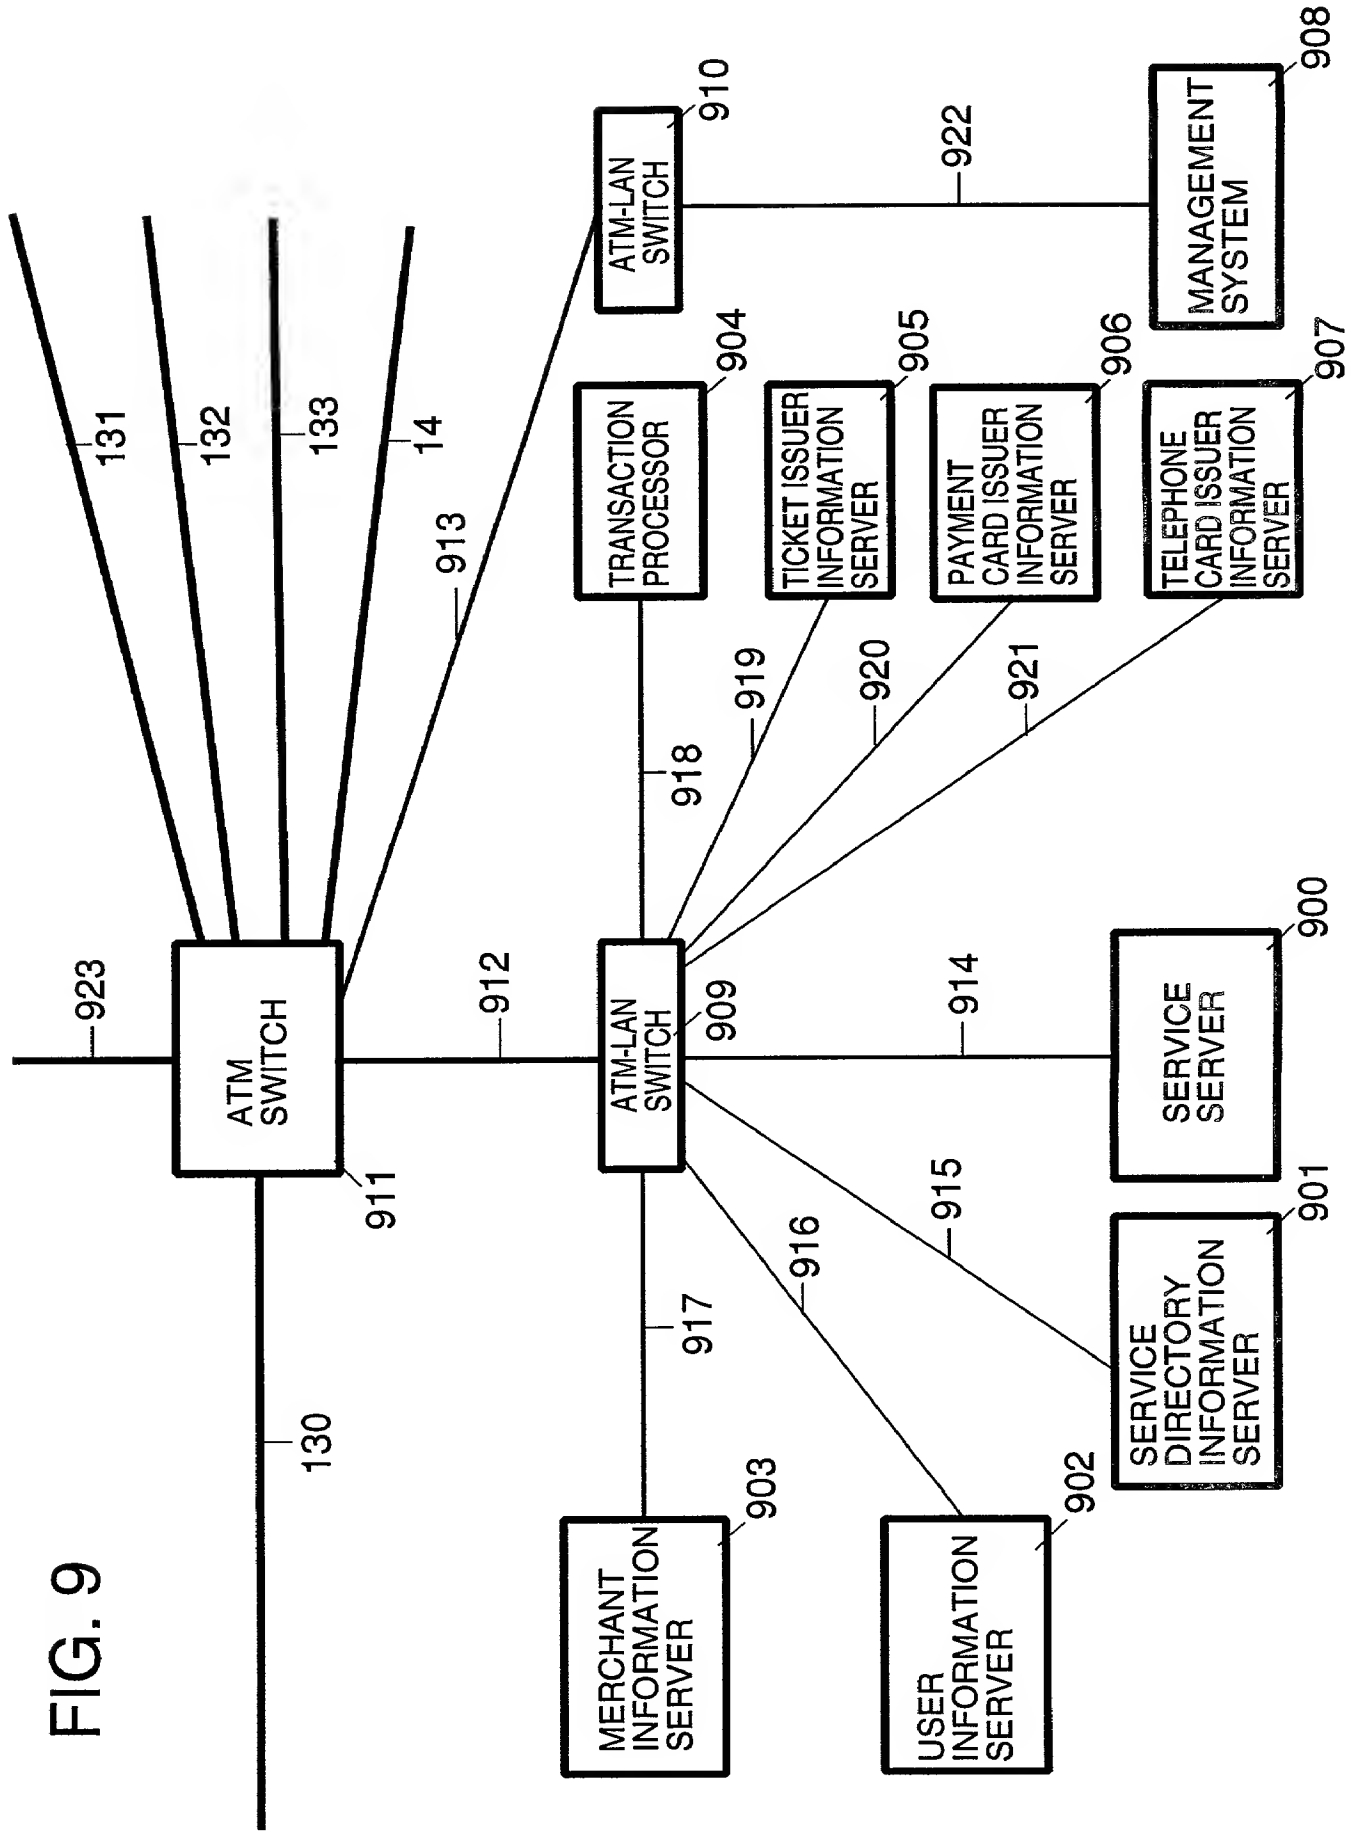 FIG. 9
130
923
131
132
133
14
ATM
SWITCH
911
912
913
MERCHANT
INFORMATION
SERVER
903
917
ATM-LAN
SWITCH
909
918
TRANSACTION
PROCESSOR
904
ATM-LAN
SWITCH
910
USER
INFORMATION
SERVER
902
916
919
TICKET ISSUER
INFORMATION
SERVER
905
915
914
920
PAYMENT
CARD ISSUER
INFORMATION
SERVER
906
922
921
SERVICE
DIRECTORY
INFORMATION
SERVER
901
SERVICE
SERVER
900
TELEPHONE
CARD ISSUER
INFORMATION
SERVER
907
MANAGEMENT
SYSTEM
908